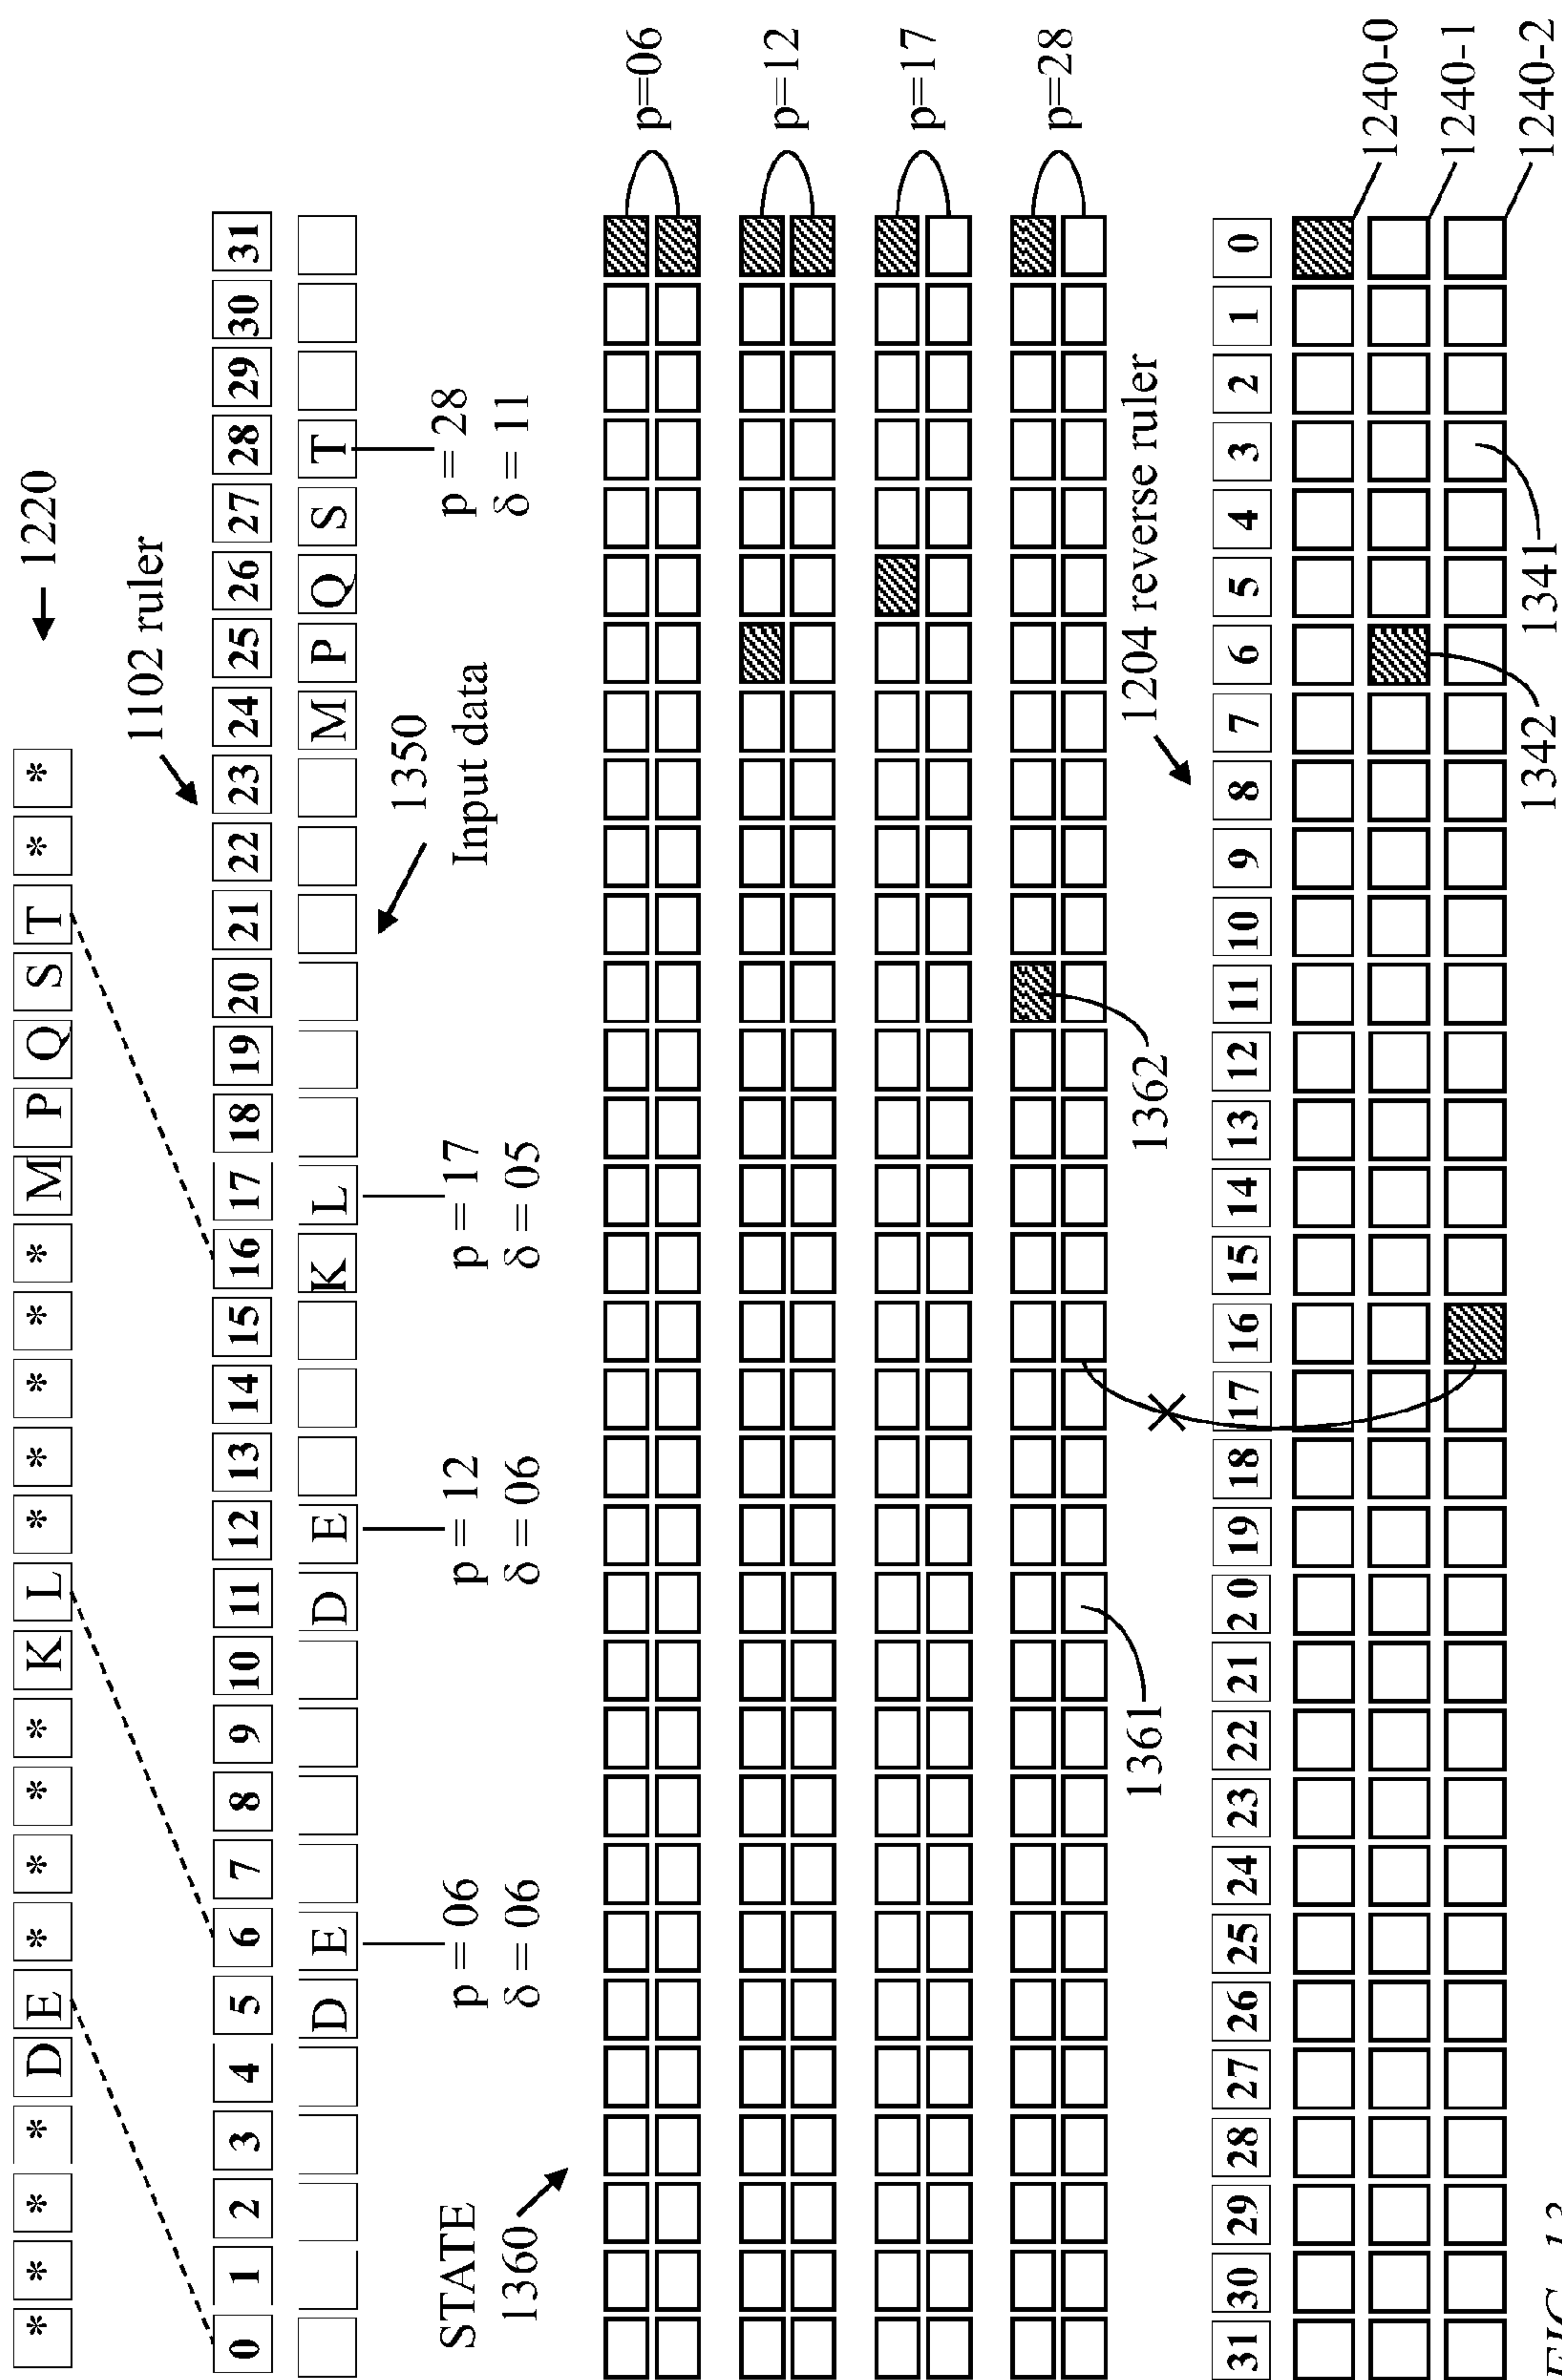 * * * * D E * * * * K L * * * * * M P Q S T * * ← 1220
1102 ruler
0 1 2 3 4 5 6 7 8 9 10 11 12 13 14 15 16 17 18 19 20 21 22 23 24 25 26 27 28 29 30 31
D E D E K L M P Q S T
1350
Input data
p = 06
δ = 06
p = 12
δ = 06
p = 17
δ = 05
p = 28
δ = 11
STATE
1360
p=06
p=12
p=17
p=28
1361
1362
1204 reverse ruler
31 30 29 28 27 26 25 24 23 22 21 20 19 18 17 16 15 14 13 12 11 10 9 8 7 6 5 4 3 2 1 0
1240-0
1240-1
1240-2
1342
1341
FIG. 13